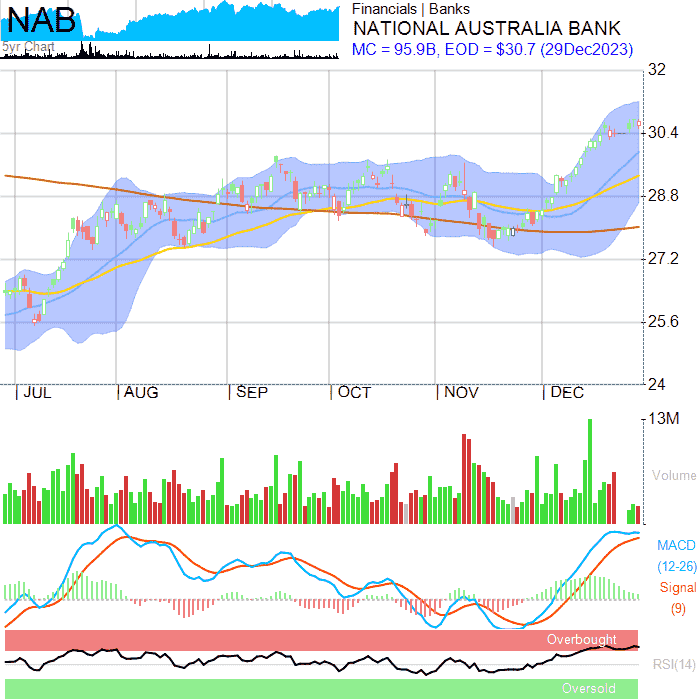 NAB
5yr Chart
Financials | Banks
NATIONAL AUSTRALIA BANK
MC = 95.9B, EOD = $30.7 (29Dec2023)
32
30.4
28.8
27.2
25.6
24
| JUL | AUG | SEP | OCT | NOV | DEC
13M
Volume
MACD
(12-26)
Signal
(9)
Overbought
RSI(14)
Oversold